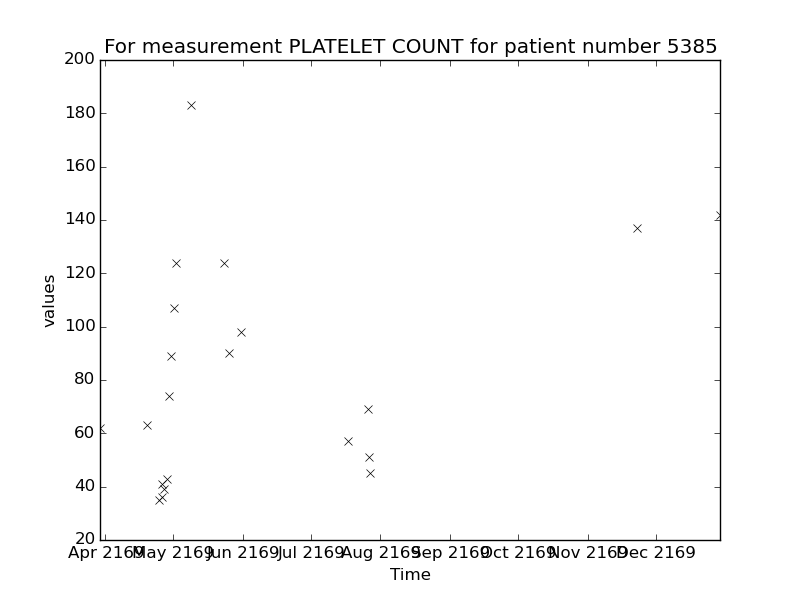 For measurement PLATELET COUNT for patient number 5385
200
180
160
140
120
100
80
60
40
20
values
Apr 2169 May 2169 Jun 2169 Jul 2169 Aug 2169 Sep 2169 Oct 2169 Nov 2169 Dec 2169
Time